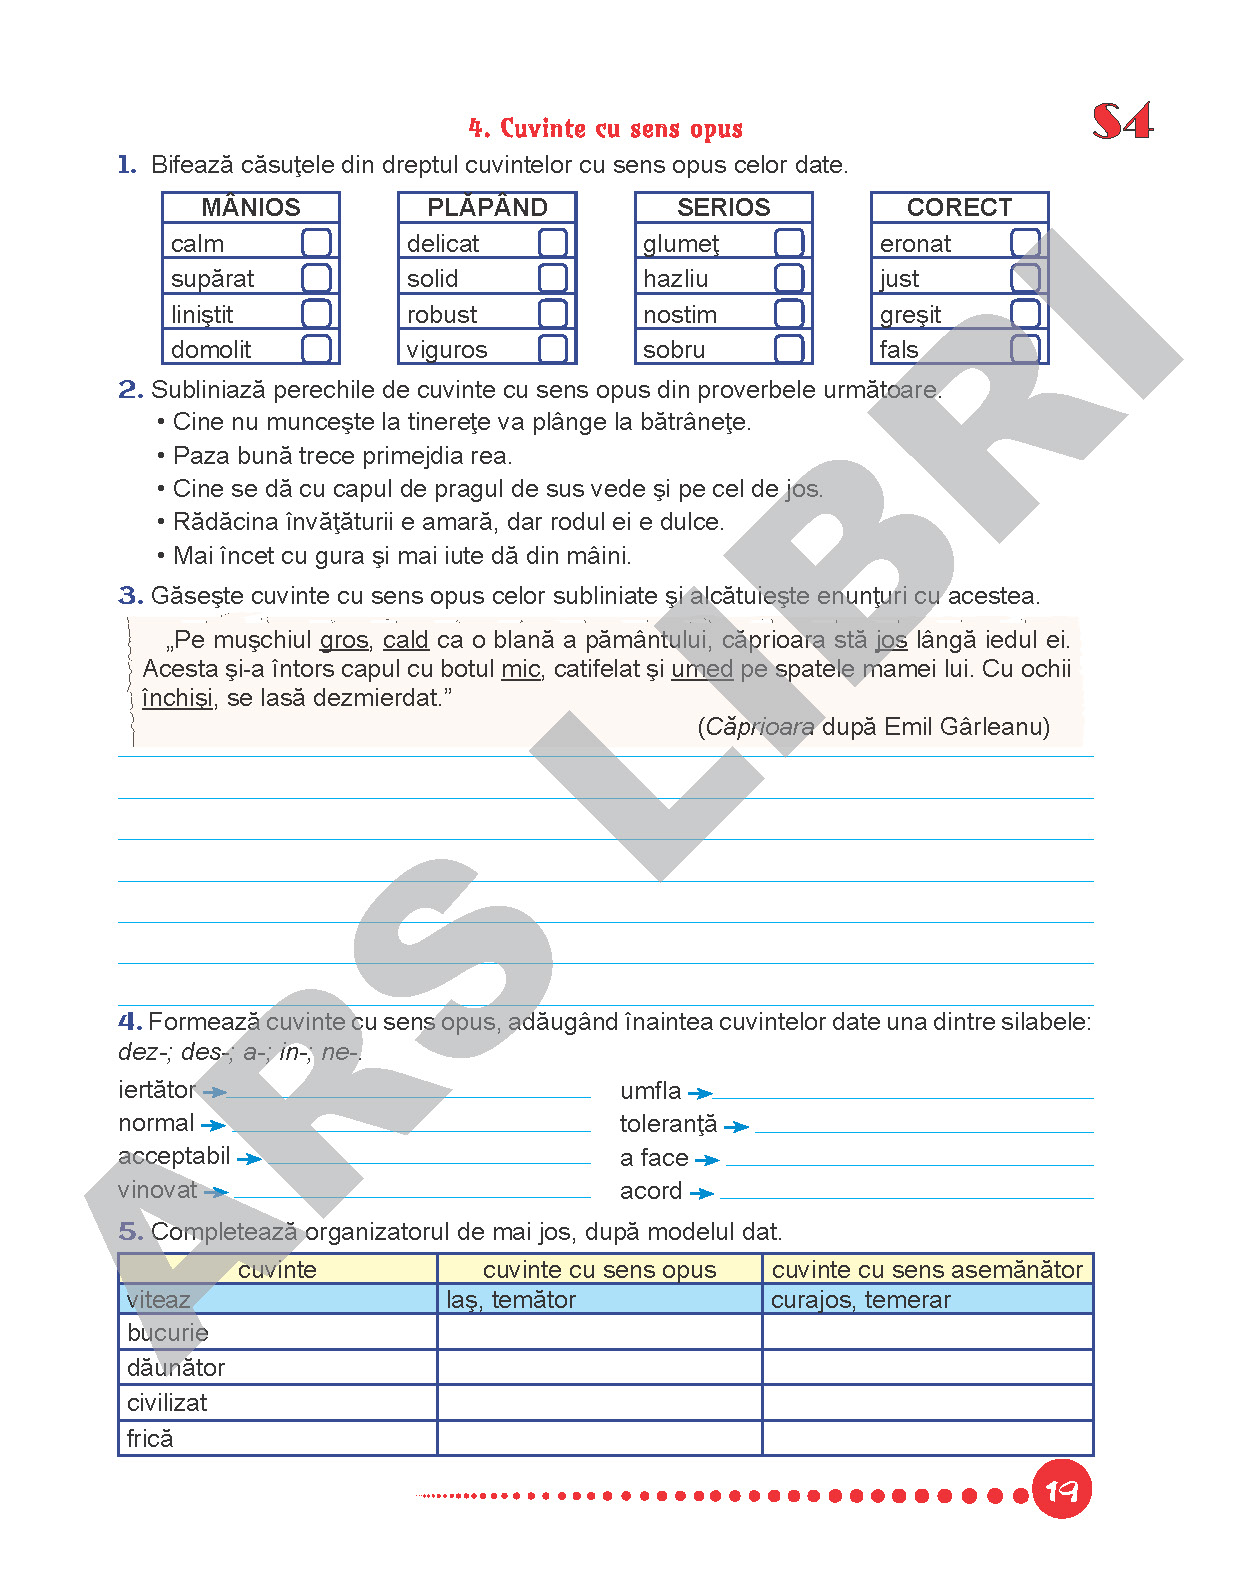 S4
4. Cuvinte cu sens opus
1. Bifează căsuţele din dreptul cuvintelor cu sens opus celor date.
MÂNIOS PLĂPÂND SERIOS CORECT
calm delicat glumeţ eronat
supărat solid hazliu just
liniştit robust nostim greşit
domolit viguros sobru fals
2. Subliniază perechile de cuvinte cu sens opus din proverbele următoare.
• Cine nu munceşte la tinereţe va plânge la bătrâneţe.
• Paza bună trece primejdia rea.
• Cine se dă cu capul de pragul de sus vede şi pe cel de jos.
• Rădăcina învăţăturii e amară, dar rodul ei e dulce.
• Mai încet cu gura şi mai iute dă din mâini.
3. Găseşte cuvinte cu sens opus celor subliniate şi alcătuieşte enunţuri cu acestea.
„Pe muşchiul gros, cald ca o blană a pământului, căprioara stă jos lângă iedul ei.
Acesta şi-a întors capul cu botul mic, catifelat şi umed pe spatele mamei lui. Cu ochii
închişi, se lasă dezmierdat.”
(Căprioara după Emil Gârleanu)
4. Formează cuvinte cu sens opus, adăugând înaintea cuvintelor date una dintre silabele:
dez-; des-; a-; in-; ne-.
iertător umfla
normal toleranţă
acceptabil a face
vinovat acord
5. Completează organizatorul de mai jos, după modelul dat.
cuvinte cuvinte cu sens opus cuvinte cu sens asemănător
viteaz laş, temător curajos, temerar
bucurie
dăunător
civilizat
frică
19
ARS LIBRI